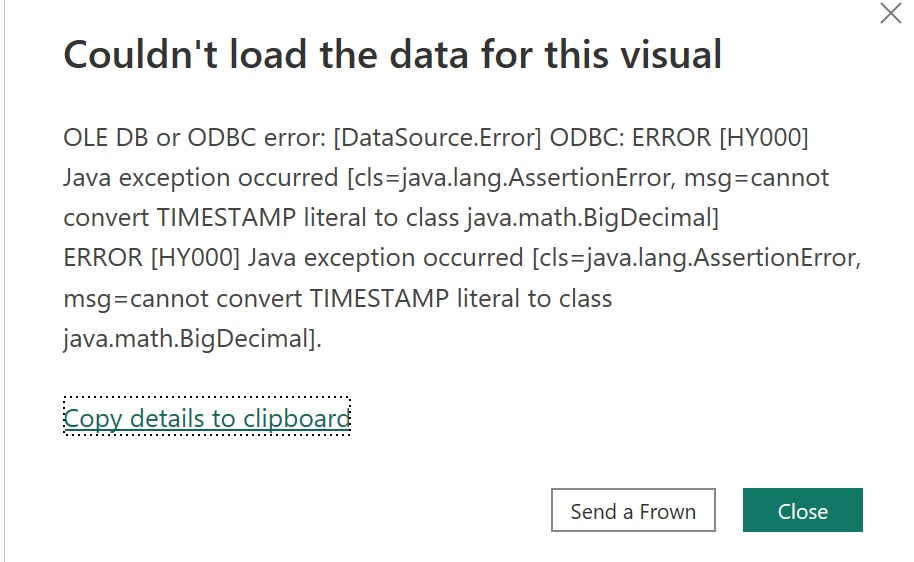 Couldn't load the data for this visual
OLE DB or ODBC error: [DataSource.Error] ODBC: ERROR [HY000]
Java exception occurred [cls=java.lang.AssertionError, msg=cannot
convert TIMESTAMP literal to class java.math.BigDecimal]
ERROR [HY000] Java exception occurred [cls=java.lang.AssertionError,
msg=cannot convert TIMESTAMP literal to class
java.math.BigDecimal].
Copy details to clipboard
Send a Frown
Close